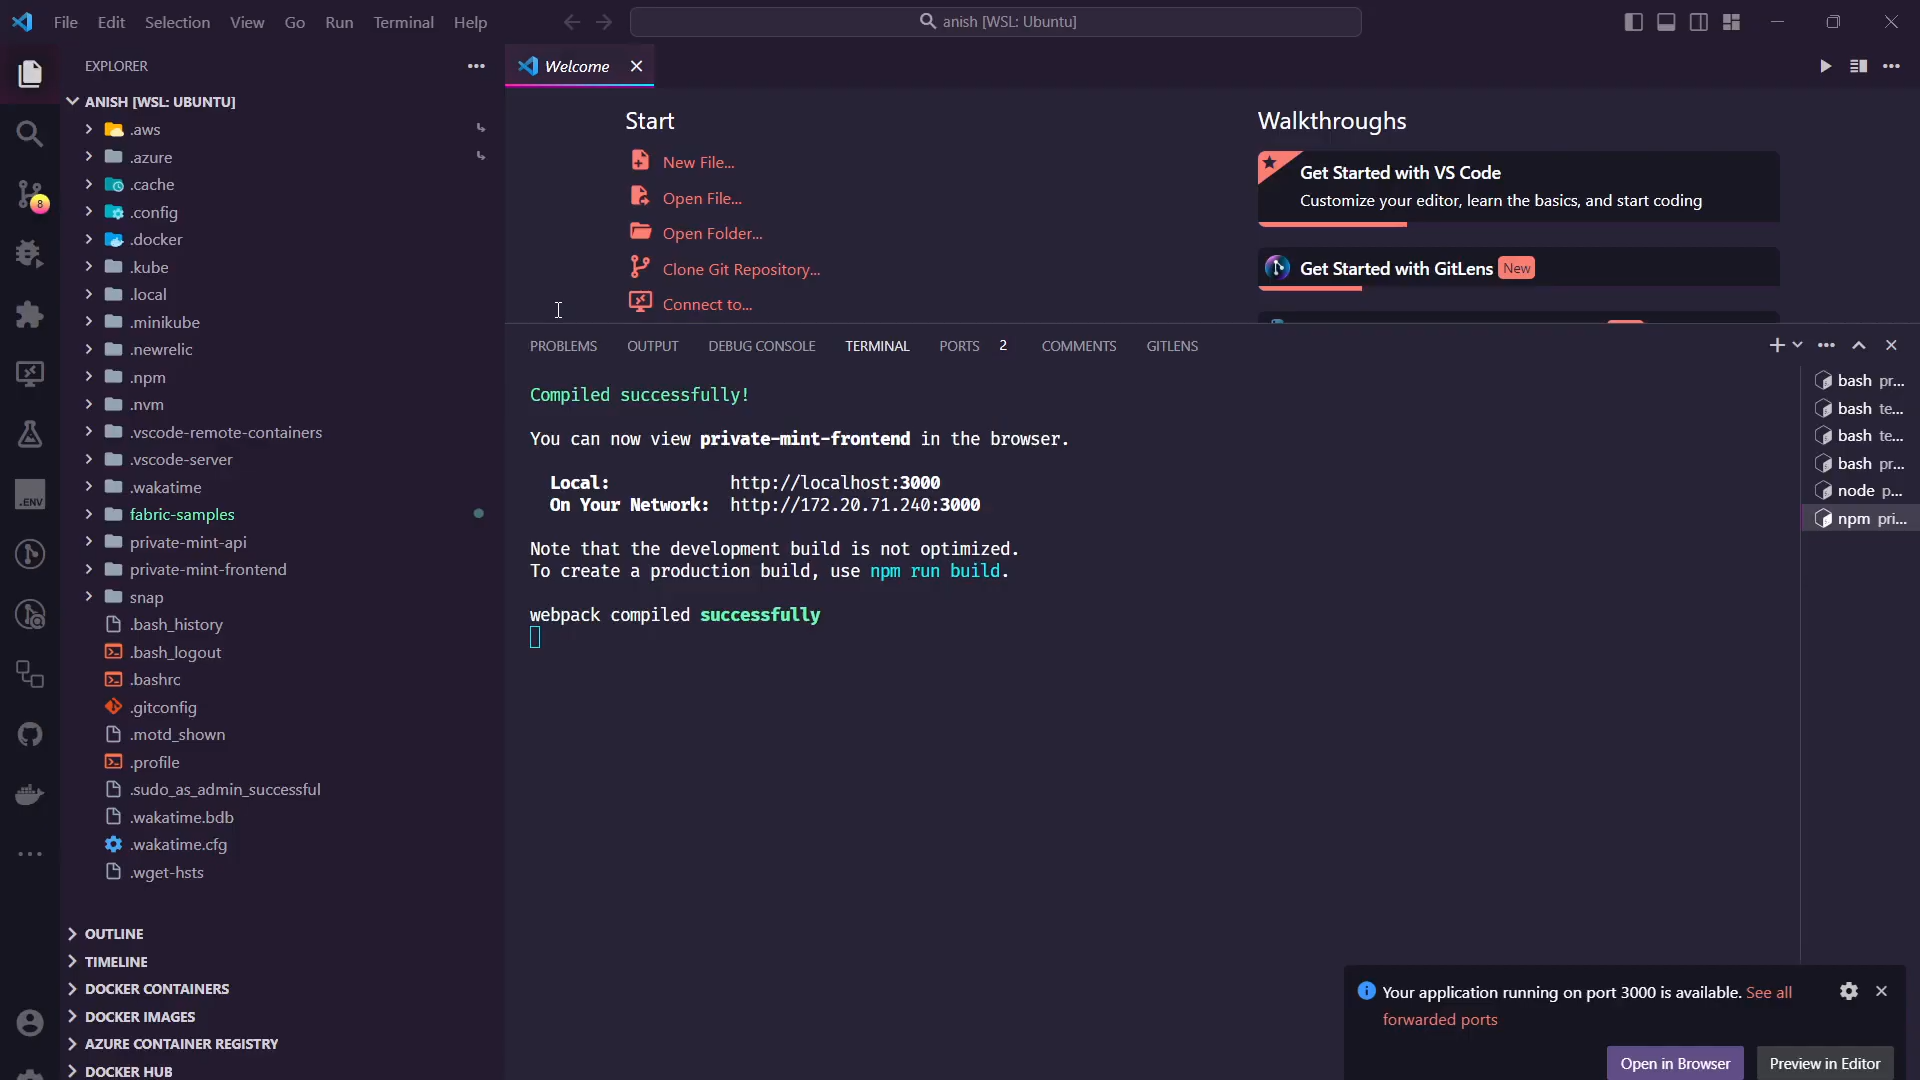 File Edit Selection View Go Run Terminal Help
anish [WSL: Ubuntu]
EXPLORER
ANISH [WSL: UBUNTU]
.aws
.azure
.cache
.config
.docker
.kube
.local
.minikube
.newrelic
.npm
.nvm
.vscode-remote-containers
.vscode-server
.wakatime
fabric-samples
private-mint-api
private-mint-frontend
snap
.bash_history
.bash_logout
.bashrc
.gitconfig
.motd_shown
.profile
.sudo_as_admin_successful
.wakatime.bdb
.wakatime.cfg
.wget-hsts
OUTLINE
TIMELINE
DOCKER CONTAINERS
DOCKER IMAGES
AZURE CONTAINER REGISTRY
DOCKER HUB
8
.ENV
Welcome
Start
New File...
Open File...
Open Folder...
Clone Git Repository...
Connect to...
Walkthroughs
Get Started with VS Code
Customize your editor, learn the basics, and start coding
Get Started with GitLens New
PROBLEMS OUTPUT DEBUG CONSOLE TERMINAL PORTS 2 COMMENTS GITLENS
Compiled successfully!
You can now view private-mint-frontend in the browser.
Local: http://localhost:3000
On Your Network: http://172.20.71.240:3000
Note that the development build is not optimized.
To create a production build, use npm run build.
webpack compiled successfully
bash pr...
bash te...
bash te...
bash pr...
node p...
npm pri...
Your application running on port 3000 is available. See all
forwarded ports
Open in Browser Preview in Editor